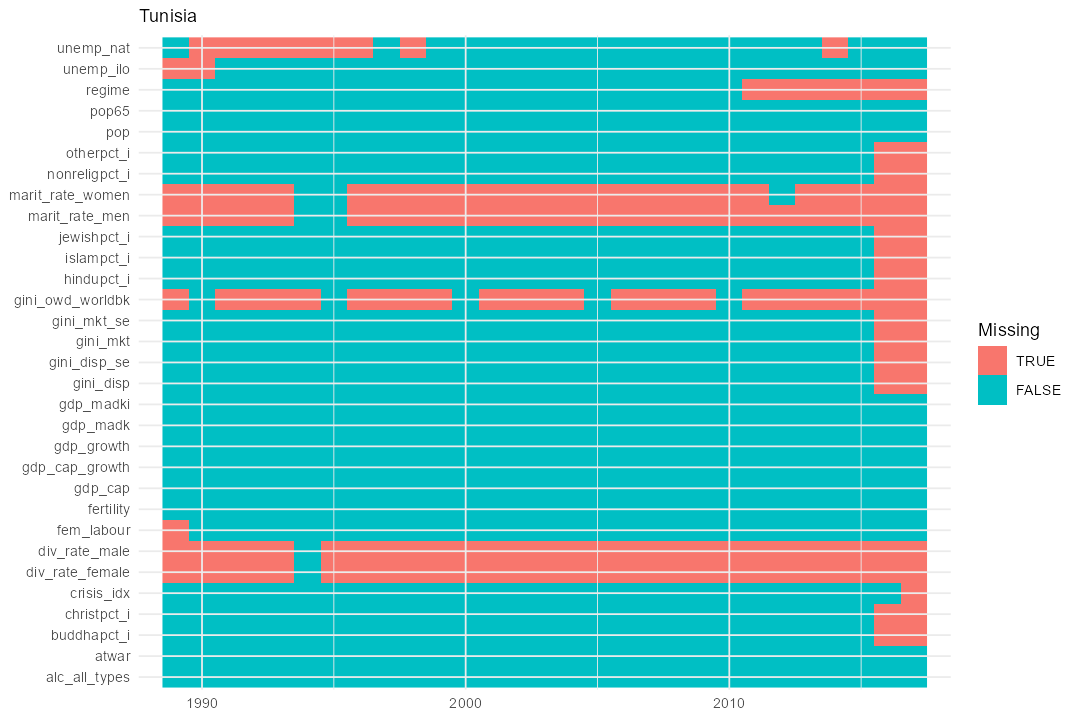 Tunisia
unemp_nat
unemp_ilo
regime
pop65
pop
otherpct_i
nonreligpct_i
marit_rate_women
marit_rate_men
jewishpct_i
islampct_i
hindupct_i
gini_owd_worldbk
gini_mkt_se
gini_mkt
gini_disp_se
gini_disp
gdp_madki
gdp_madk
gdp_growth
gdp_cap_growth
gdp_cap
fertility
fem_labour
div_rate_male
div_rate_female
crisis_idx
christpct_i
buddhapct_i
atwar
alc_all_types
1990 2000 2010
Missing
TRUE
FALSE